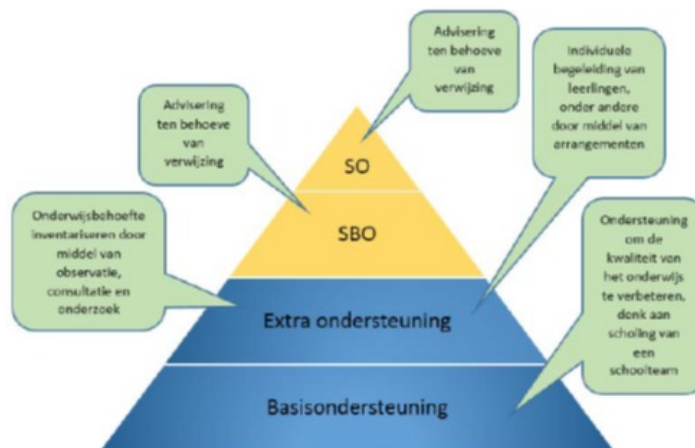 Advisering
ten behoeve
van
verwijzing
Individuele
begeleiding van
leerlingen,
onder andere
door middel van
arrangementen
Advisering
ten behoeve
van
verwijzing
SO
SBO
Onderwijsbehoefte
inventariseren door
middel van
observatie,
consultatie en
onderzoek
Ondersteuning
om de
kwaliteit van
het onderwijs
te verbeteren,
denk aan
scholing van
een
schoolteam
Extra ondersteuning
Basisondersteuning